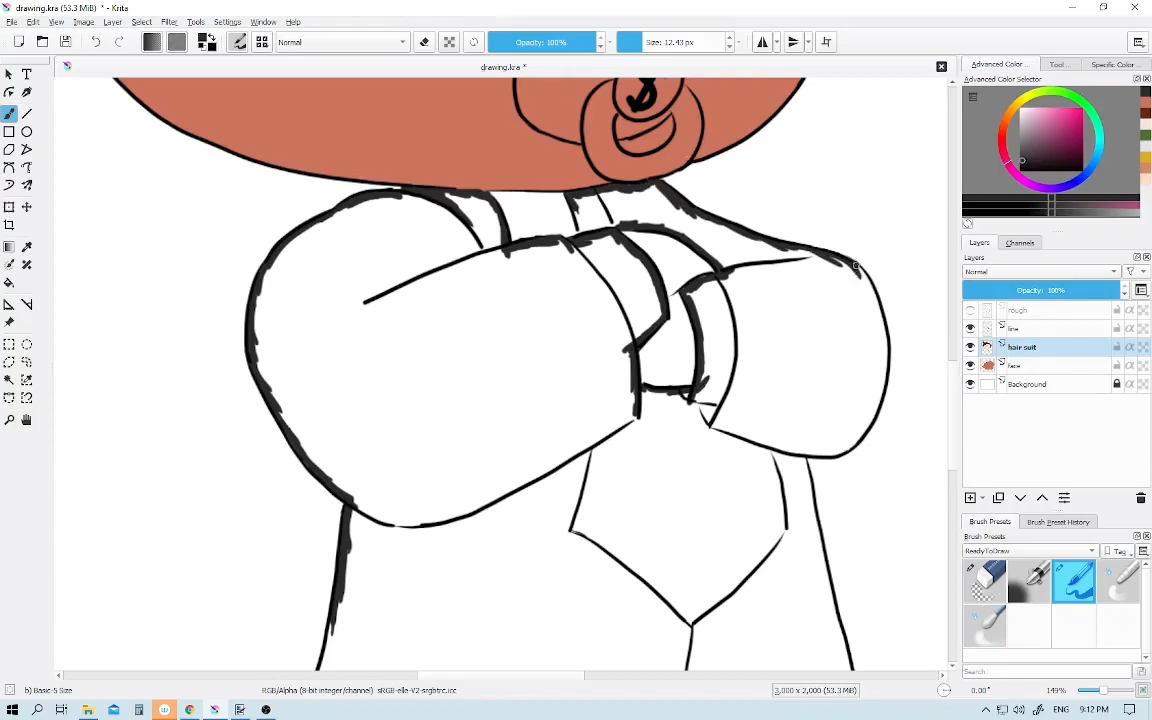 drawing.kra (53.3 MiB) * - Krita
File Edit View Image Layer Select Filter Tools Settings Window Help
Normal Opacity: 100% Size: 12.43 px
drawing.kra *
Advanced Color ... Tool... Specific Color ...
Advanced Color Selector
Layers Channels
Layers
Normal
Opacity: 100%
rough
line
hair suit
face
Background
Brush Presets Brush Preset History
Brush Presets
ReadyToDraw Tag
Search
b) Basic-5 Size RGB/Alpha (8-bit integer/channel) sRGB-elle-V2-srgbtrc.icc 3,000 x 2,000 (53.3 MiB) 0.00° 149%
ENG 9:12 PM